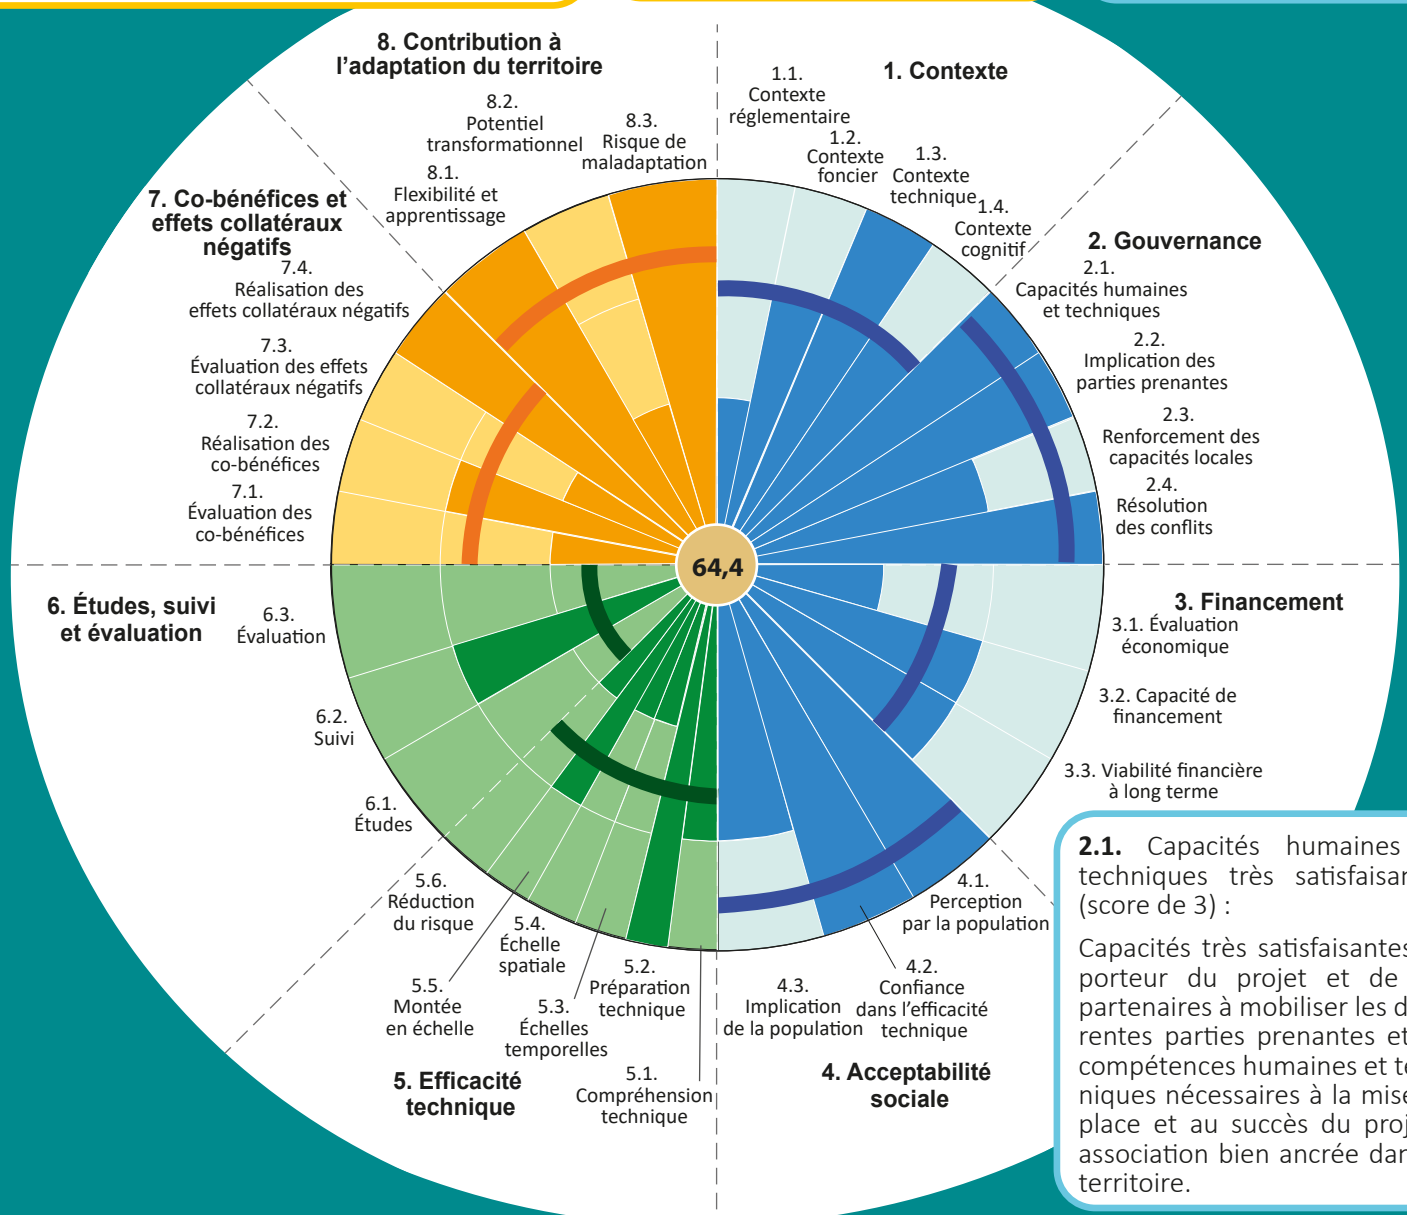 8. Contribution à
l'adaptation du territoire
8.2.
Potentiel
transformationnel
8.3.
Risque de
maladaptation
8.1.
Flexibilité et
apprentissage
1. Contexte
1.1.
Contexte
réglementaire
1.2.
Contexte
foncier
1.3.
Contexte
technique
1.4.
Contexte
cognitif
7. Co-bénéfices et
effets collatéraux
négatifs
7.4.
Réalisation des
effets collatéraux négatifs
7.3.
Évaluation des effets
collatéraux négatifs
7.2.
Réalisation des
co-bénéfices
7.1.
Évaluation des
co-bénéfices
2. Gouvernance
2.1.
Capacités humaines
et techniques
2.2.
Implication des
parties prenantes
2.3.
Renforcement des
capacités locales
2.4.
Résolution
des conflits
64,4
6. Études, suivi
et évaluation
6.3.
Évaluation
6.2.
Suivi
6.1.
Études
3. Financement
3.1. Évaluation
économique
3.2. Capacité de
financement
3.3. Viabilité financière
à long terme
5.6.
Réduction
du risque
5.4.
Échelle
spatiale
5.5.
Montée
en échelle
5.3.
Échelles
temporelles
5.2.
Préparation
technique
5.1.
Compréhension
technique
5. Efficacité
technique
4.1.
Perception
par la population
4.2.
Confiance
dans l'efficacité
technique
4.3.
Implication
de la population
4. Acceptabilité
sociale
2.1. Capacités humaines
techniques très satisfaisan
(score de 3) :
Capacités très satisfaisantes
porteur du projet et de
partenaires à mobiliser les d
rentes parties prenantes et
compétences humaines et te
niques nécessaires à la mise
place et au succès du proj
association bien ancrée dan
territoire.